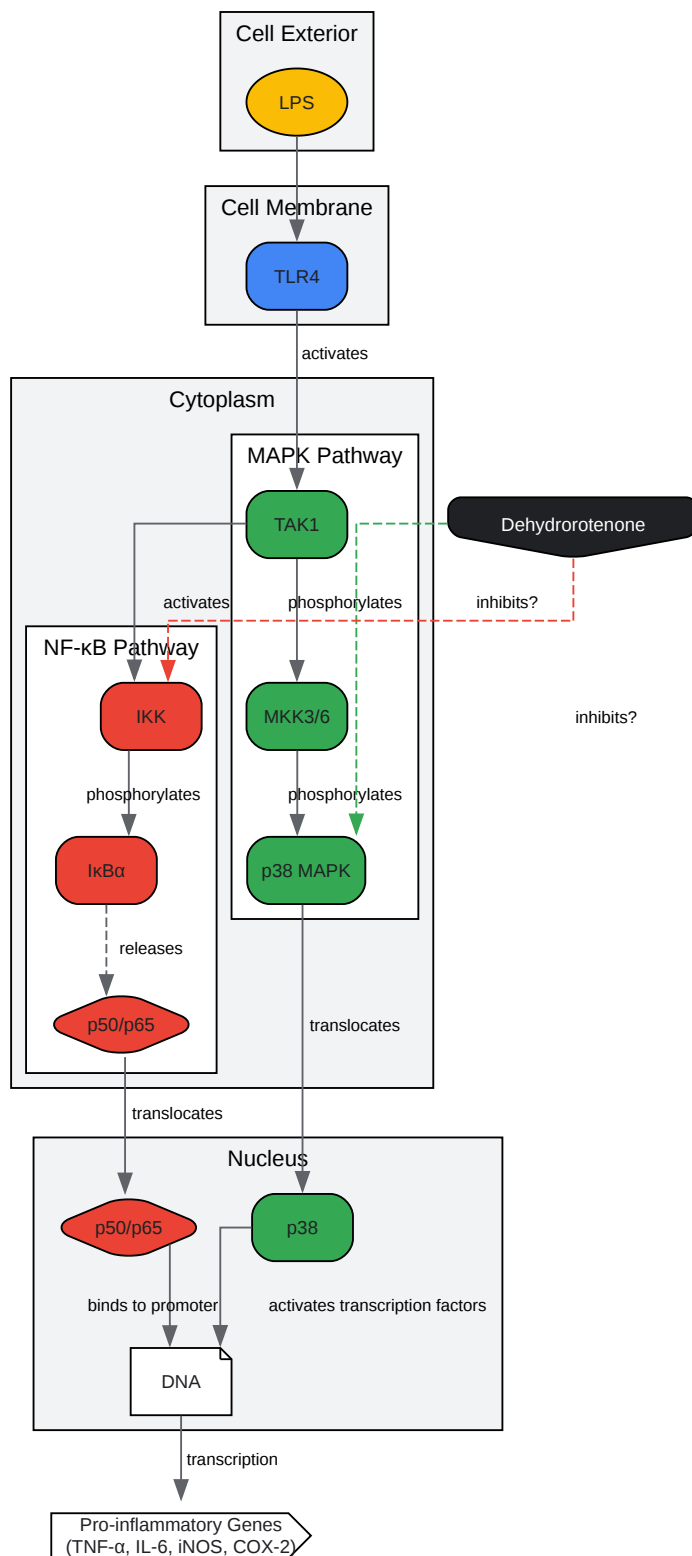 Cell Exterior
LPS
Cell Membrane
TLR4
activates
Cytoplasm
MAPK Pathway
TAK1
Dehydrorotenone
activates
phosphorylates
inhibits?
NF-κB Pathway
IKK
MKK3/6
inhibits?
phosphorylates
phosphorylates
IκBα
p38 MAPK
releases
p50/p65
translocates
translocates
Nucleus
p50/p65
p38
binds to promoter
activates transcription factors
DNA
transcription
Pro-inflammatory Genes
(TNF-α, IL-6, iNOS, COX-2)